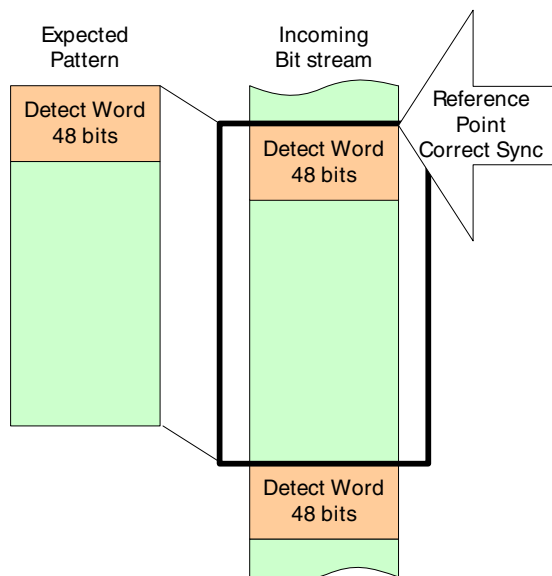 Expected
Pattern
Incoming
Bit stream
Detect Word
48 bits
Reference
Point
Correct Sync
Detect Word
48 bits
Detect Word
48 bits